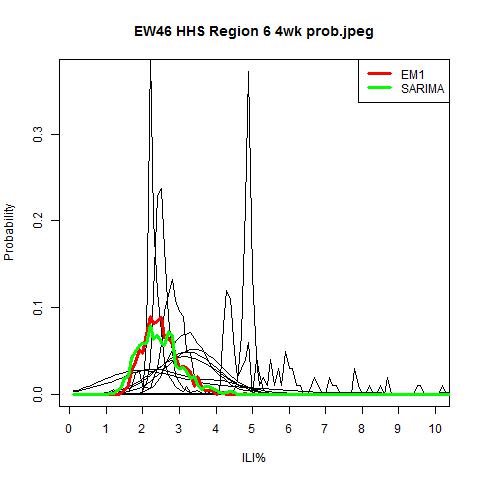 EW46 HHS Region 6 4wk prob.jpeg
EM1
SARIMA
Probability
0.3
0.2
0.1
0.0
0 1 2 3 4 5 6 7 8 9 10
ILI%